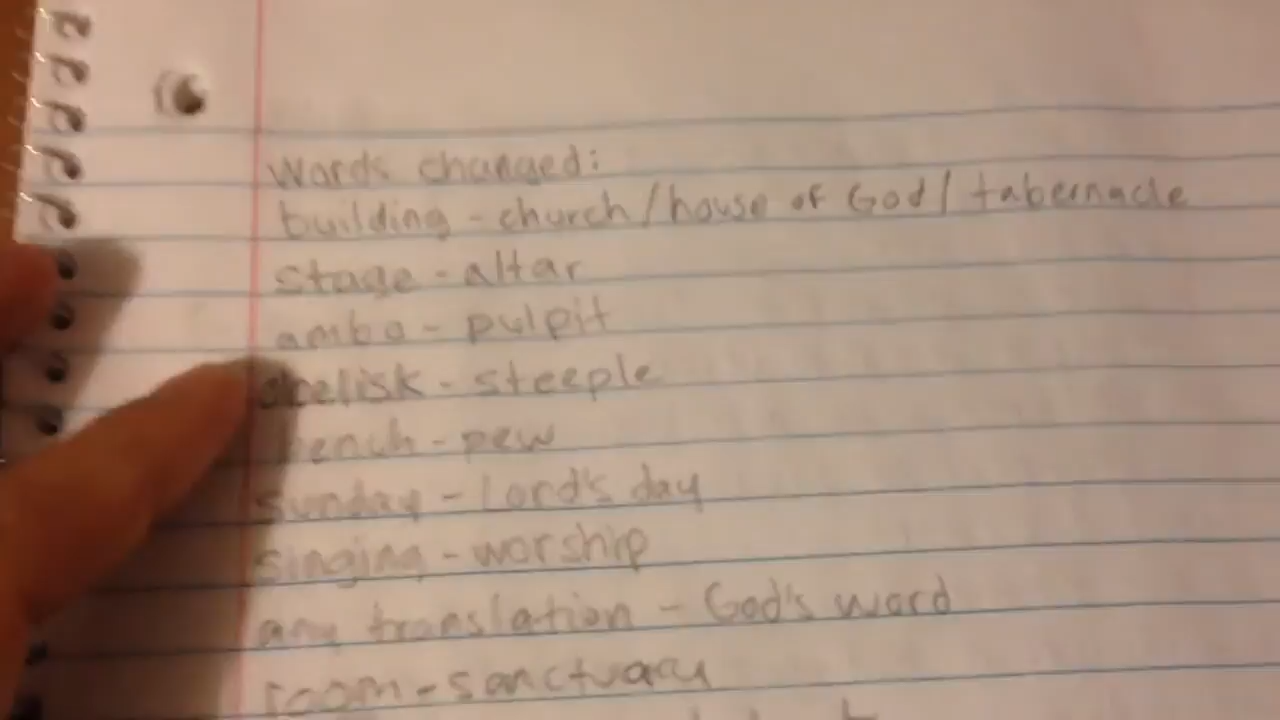 Words changed:
building - church/house of God/ tabernacle
stage - altar
ambo - pulpit
obelisk - steeple
bench - pew
sunday - Lord's day
singing - worship
any translation - God's word
room - sanctuary